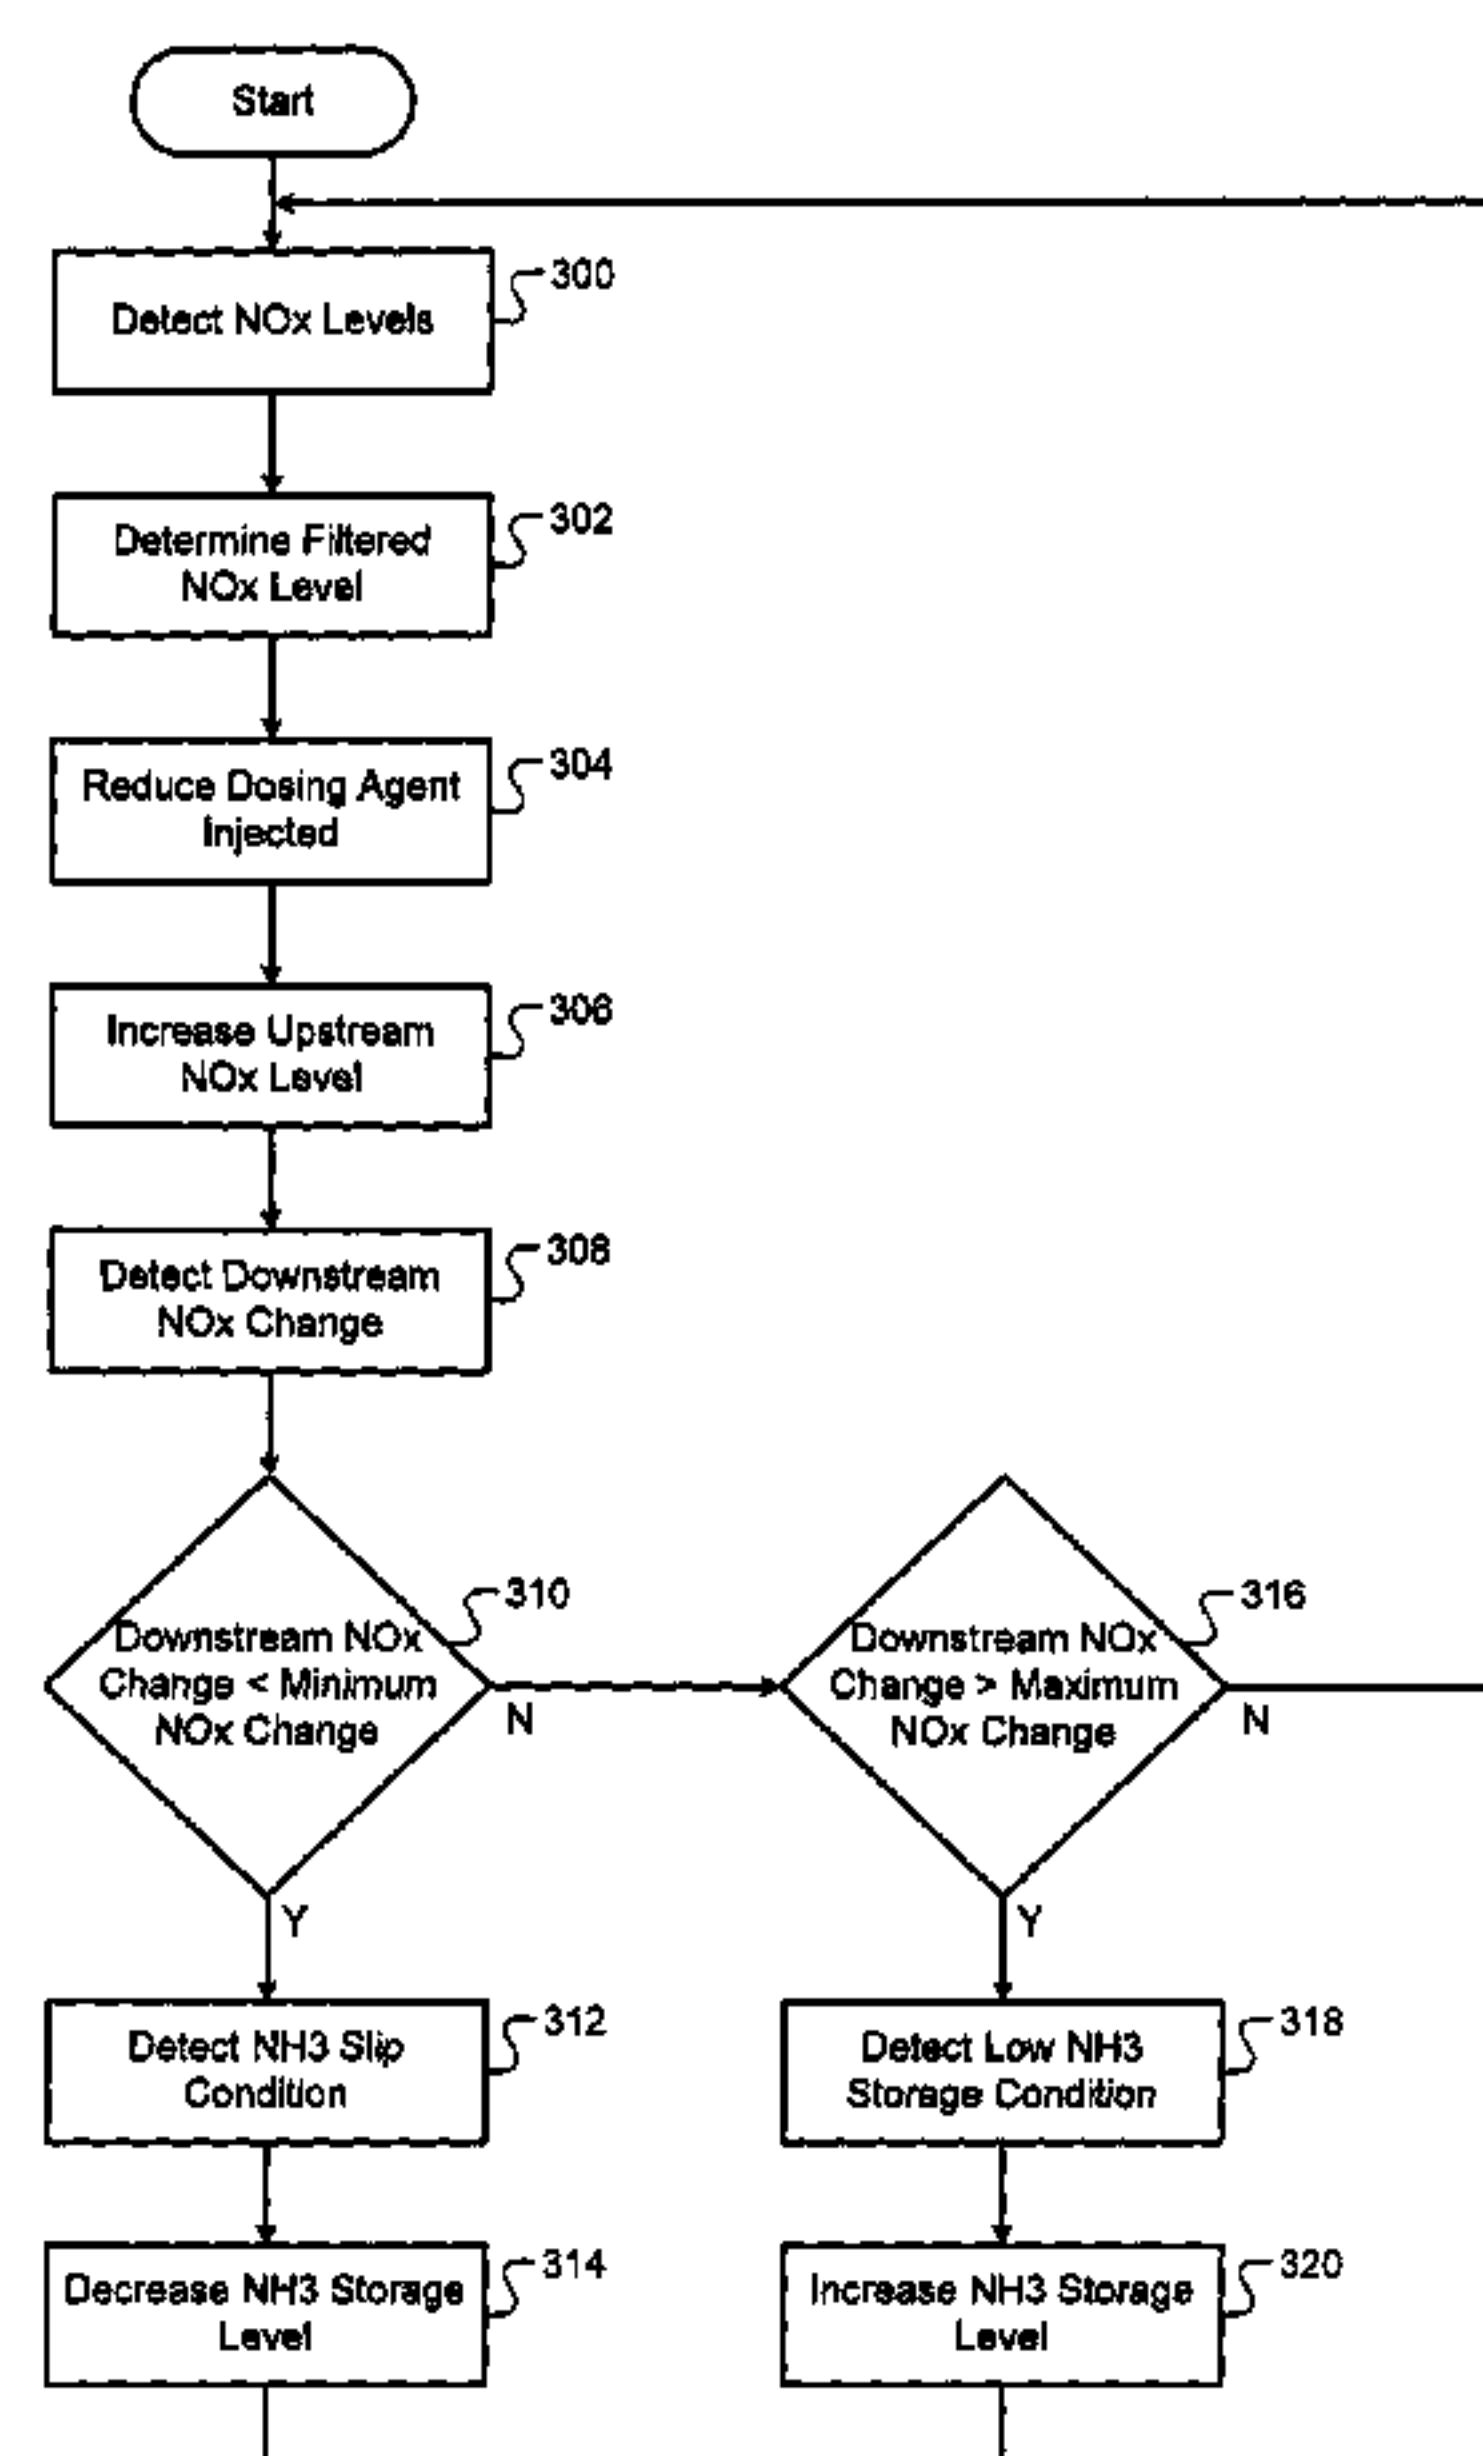 Start
Detect NOx Levels
300
Determine Filtered
NOx Level
302
Reduce Dosing Agent
Injected
304
Increase Upstream
NOx Level
306
Detect Downstream
NOx Change
308
Downstream NOx
Change < Minimum
NOx Change
310
N
Y
Downstream NOx
Change > Maximum
NOx Change
316
N
Y
Detect NH3 Slip
Condition
312
Detect Low NH3
Storage Condition
318
Decrease NH3 Storage
Level
314
Increase NH3 Storage
Level
320